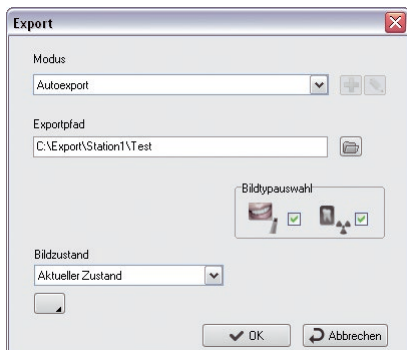 Export
Modus
Autoexport
Exportpfad
C:\Export\Station1\Test
Bildtypauswahl
Bildzustand
Aktueller Zustand
OK
Abbrechen